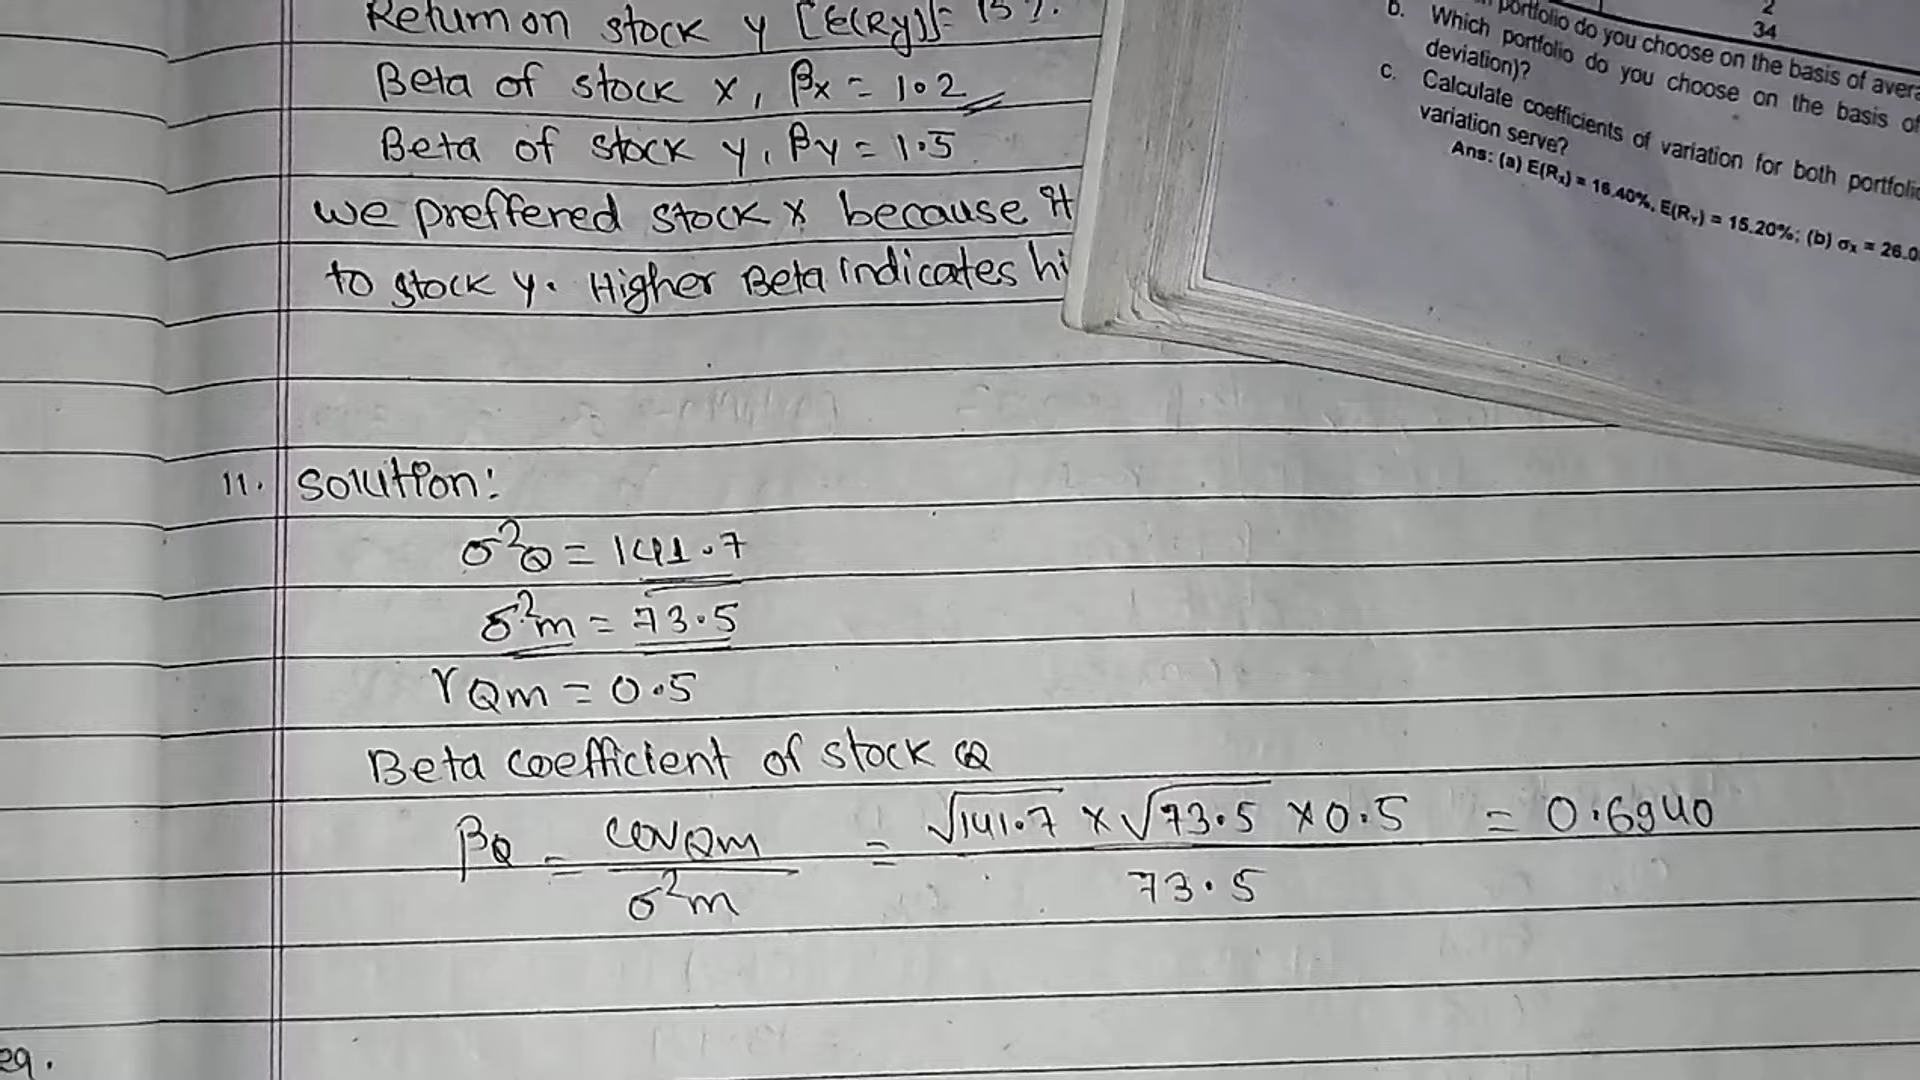 Return on stock y [E(Ry)] = 15%.
Beta of stock x, βx = 1.2
Beta of stock y, βy = 1.5
we preffered stock x because it
to stock y. Higher Beta indicates hi
11. Solution:
σ²Q = 141.7
σ²m = 73.5
rQm = 0.5
Beta coefficient of stock Q
βQ = covQm / σ²m = √141.7 × √73.5 × 0.5 / 73.5 = 0.6940
eq.
2
34
portfolio do you choose on the basis of
b. Which portfolio do you choose on the basis of
deviation)?
c. Calculate coefficients of variation for both
variation serve?
Ans: (a) E(Rx) = 16.40%, E(RY) = 15.20%; (b) σx = 26.0